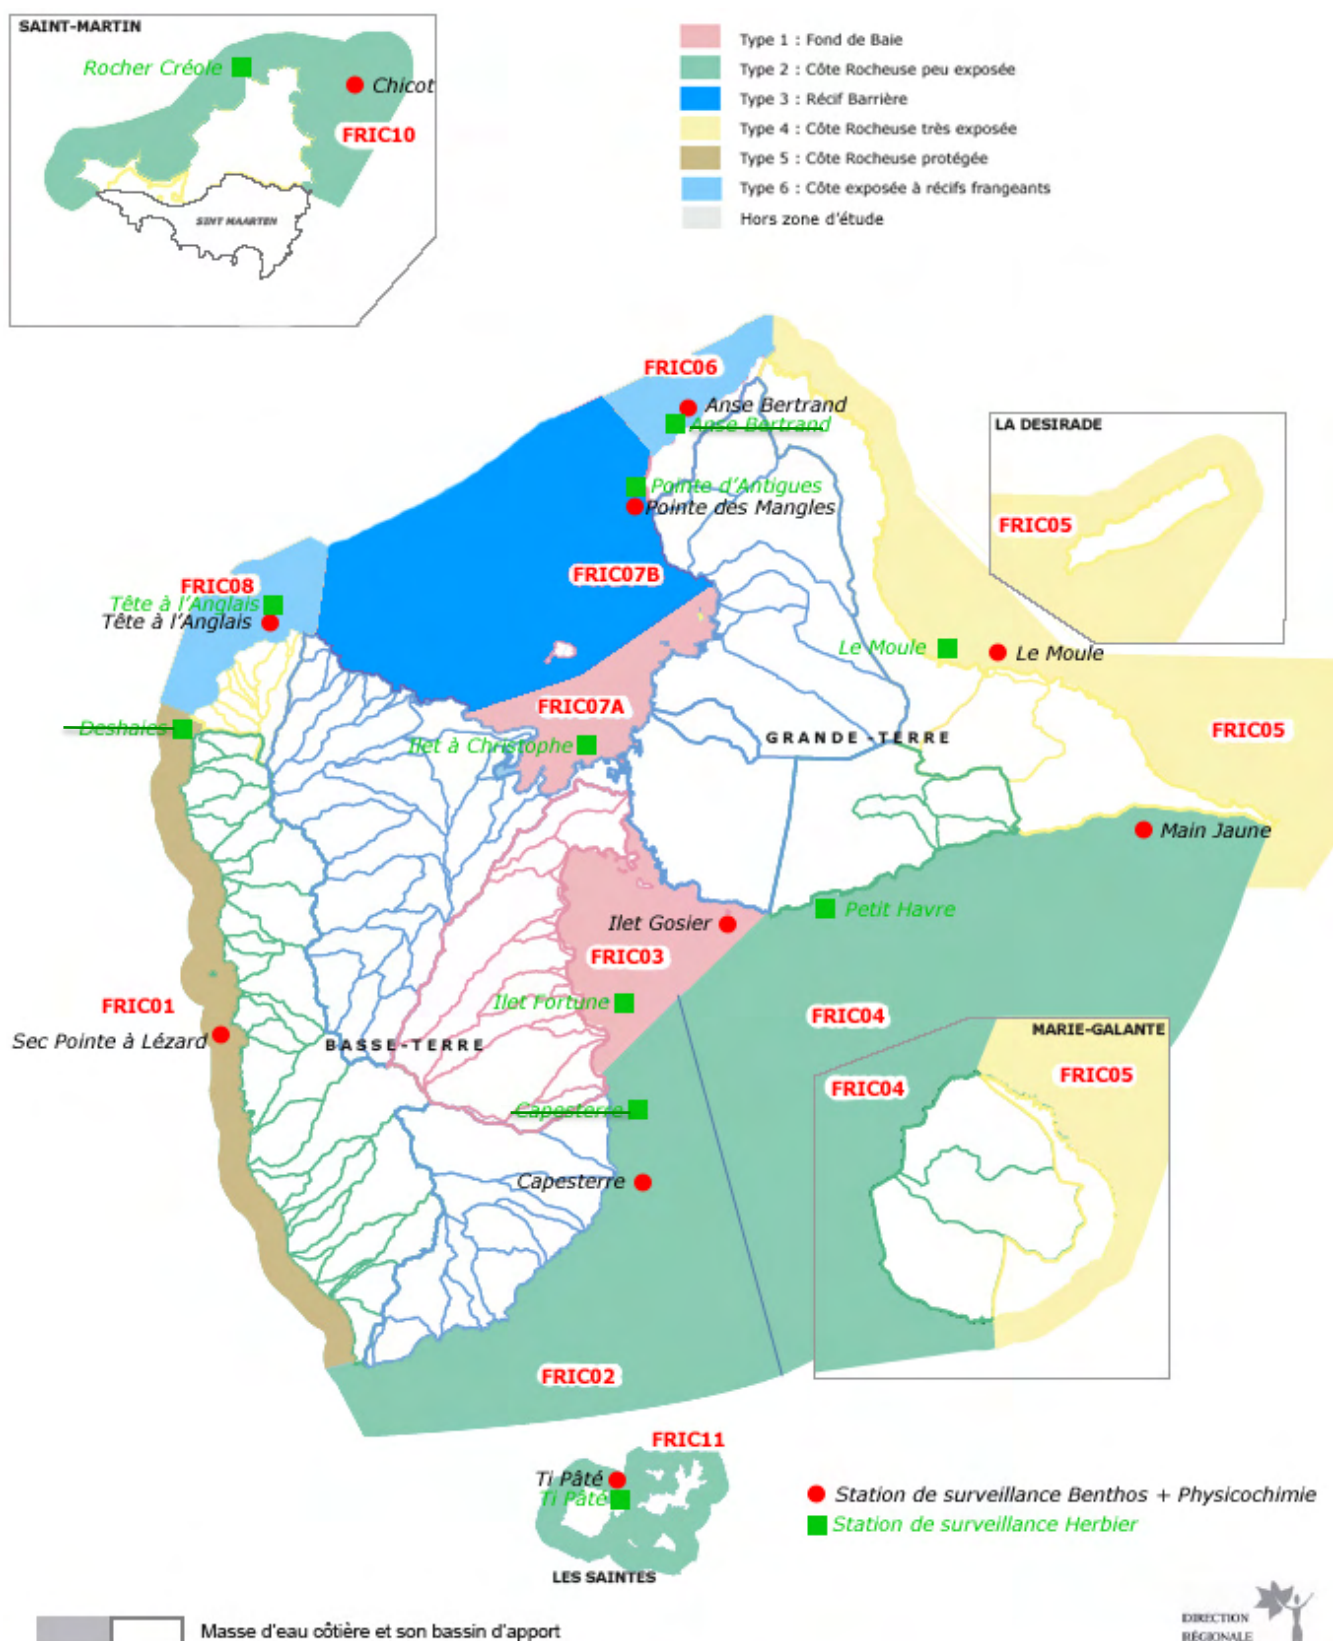 SAINT-MARTIN
Rocher Créole
Chicot
FRIC10
SINT MAARTEN
Type 1 : Fond de Baie
Type 2 : Côte Rocheuse peu exposée
Type 3 : Récif Barrière
Type 4 : Côte Rocheuse très exposée
Type 5 : Côte Rocheuse protégée
Type 6 : Côte exposée à récifs frangeants
Hors zone d'étude
FRIC06
Anse Bertrand
Anse Bertrand
LA DESIRADE
FRIC05
Pointe d'Antigues
Pointe des Mangles
FRIC07B
FRIC08
Tête à l'Anglais
Tête à l'Anglais
Le Moule
Le Moule
FRIC07A
Deshaies
Ilet à Christophe
GRANDE-TERRE
FRIC05
Main Jaune
Petit Havre
Ilet Gosier
FRIC03
FRIC01
Ilet Fortune
Sec Pointe à Lézard
BASSE-TERRE
FRIC04
MARIE-GALANTE
FRIC04
FRIC05
Capesterre
Capesterre
FRIC02
FRIC11
Ti Pâté
Ti Pâté
LES SAINTES
Station de surveillance Benthos + Physicochimie
Station de surveillance Herbier
Masse d'eau côtière et son bassin d'apport
DIRECTION
RÉGIONALE